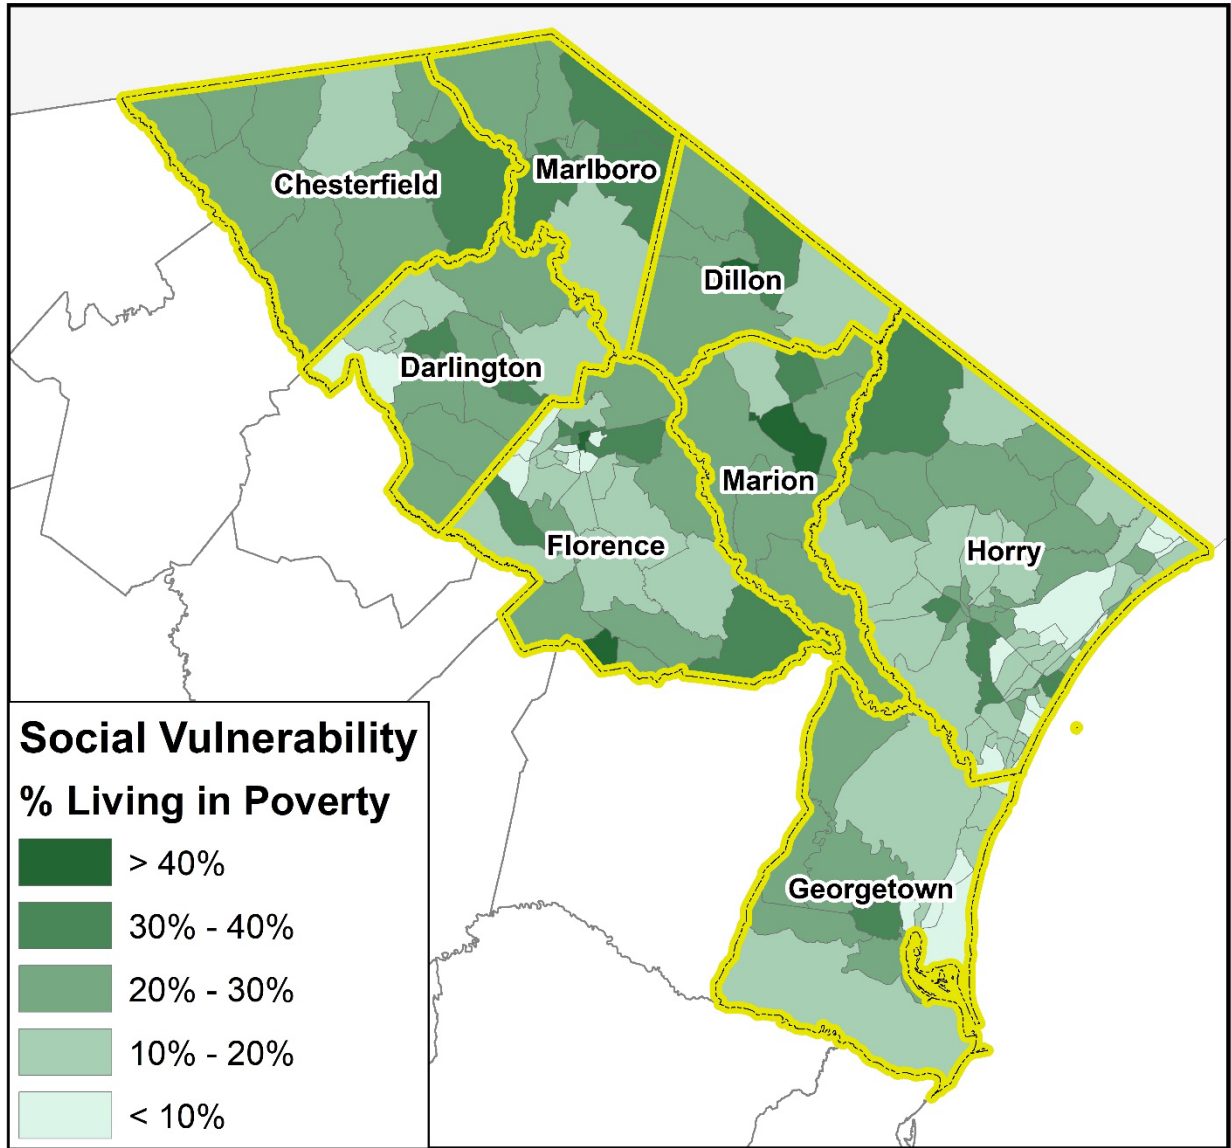 Chesterfield
Marlboro
Dillon
Darlington
Marion
Florence
Horry
Georgetown
Social Vulnerability
% Living in Poverty
> 40%
30% - 40%
20% - 30%
10% - 20%
< 10%